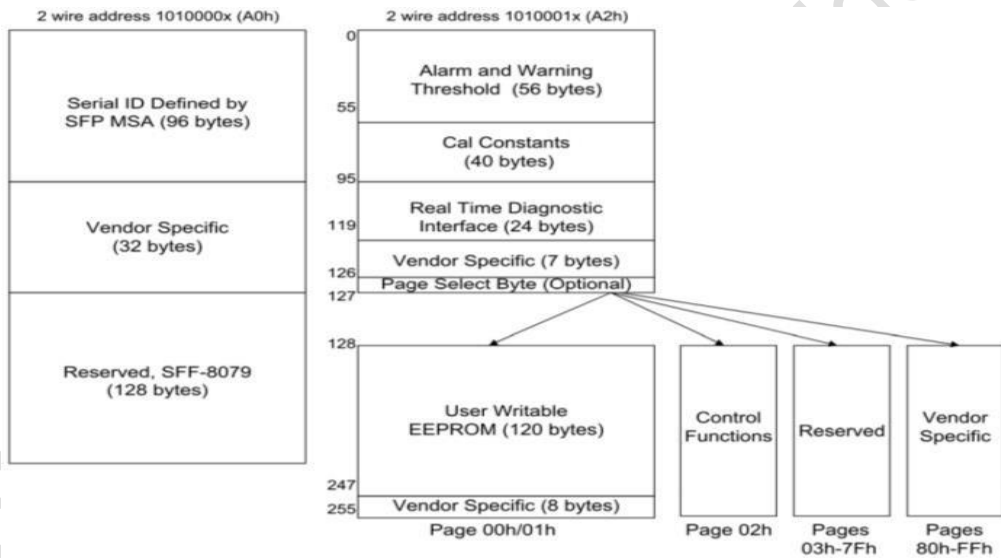 2 wire address 1010000x (A0h)
Serial ID Defined by
SFP MSA (96 bytes)
Vendor Specific
(32 bytes)
Reserved, SFF-8079
(128 bytes)
2 wire address 1010001x (A2h)
0
Alarm and Warning
Threshold (56 bytes)
55
Cal Constants
(40 bytes)
95
Real Time Diagnostic
Interface (24 bytes)
119
Vendor Specific (7 bytes)
126
Page Select Byte (Optional)
127
128
User Writable
EEPROM (120 bytes)
247
Vendor Specific (8 bytes)
255
Page 00h/01h
Control
Functions
Page 02h
Reserved
Pages
03h-7Fh
Vendor
Specific
Pages
80h-FFh